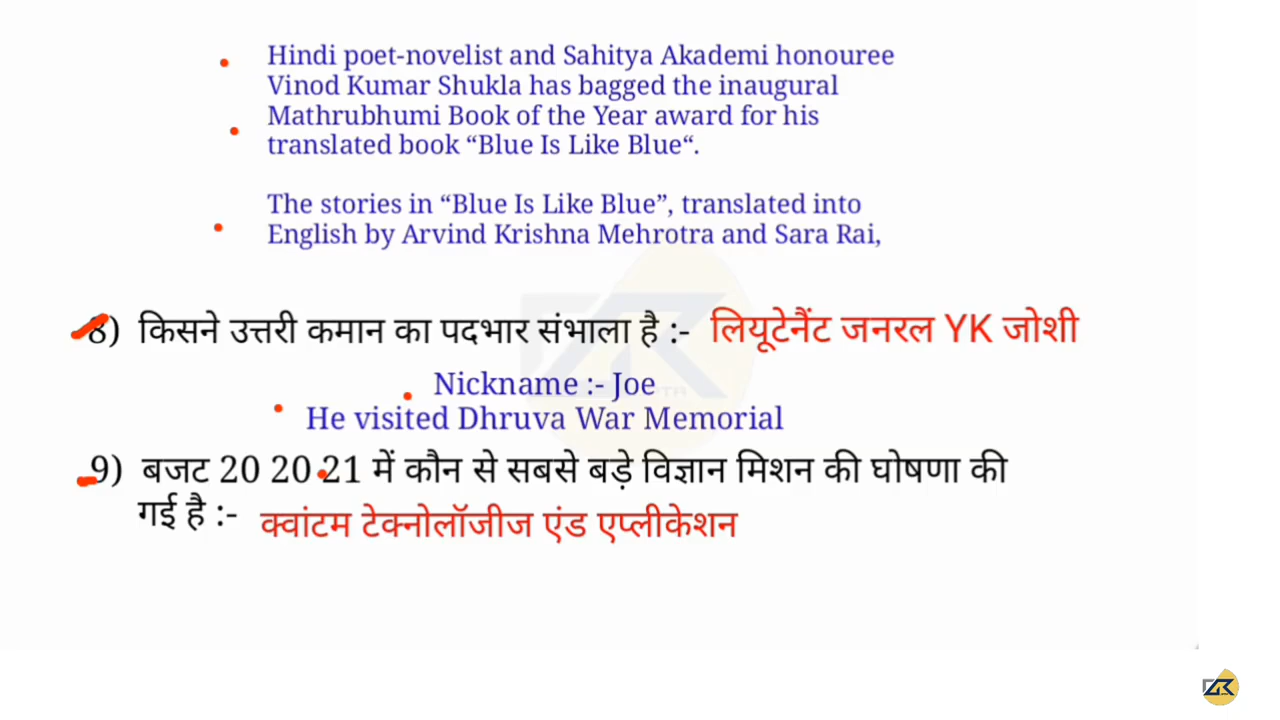 Hindi poet-novelist and Sahitya Akademi honouree
Vinod Kumar Shukla has bagged the inaugural
Mathrubhumi Book of the Year award for his
translated book “Blue Is Like Blue“.
The stories in “Blue Is Like Blue”, translated into
English by Arvind Krishna Mehrotra and Sara Rai,
8) किसने उत्तरी कमान का पदभार संभाला है :- लियूटेनैंट जनरल YK जोशी
Nickname :- Joe
He visited Dhruva War Memorial
9) बजट 20 20 21 में कौन से सबसे बड़े विज्ञान मिशन की घोषणा की
गई है :- क्वांटम टेक्नोलॉजीज एंड एप्लीकेशन